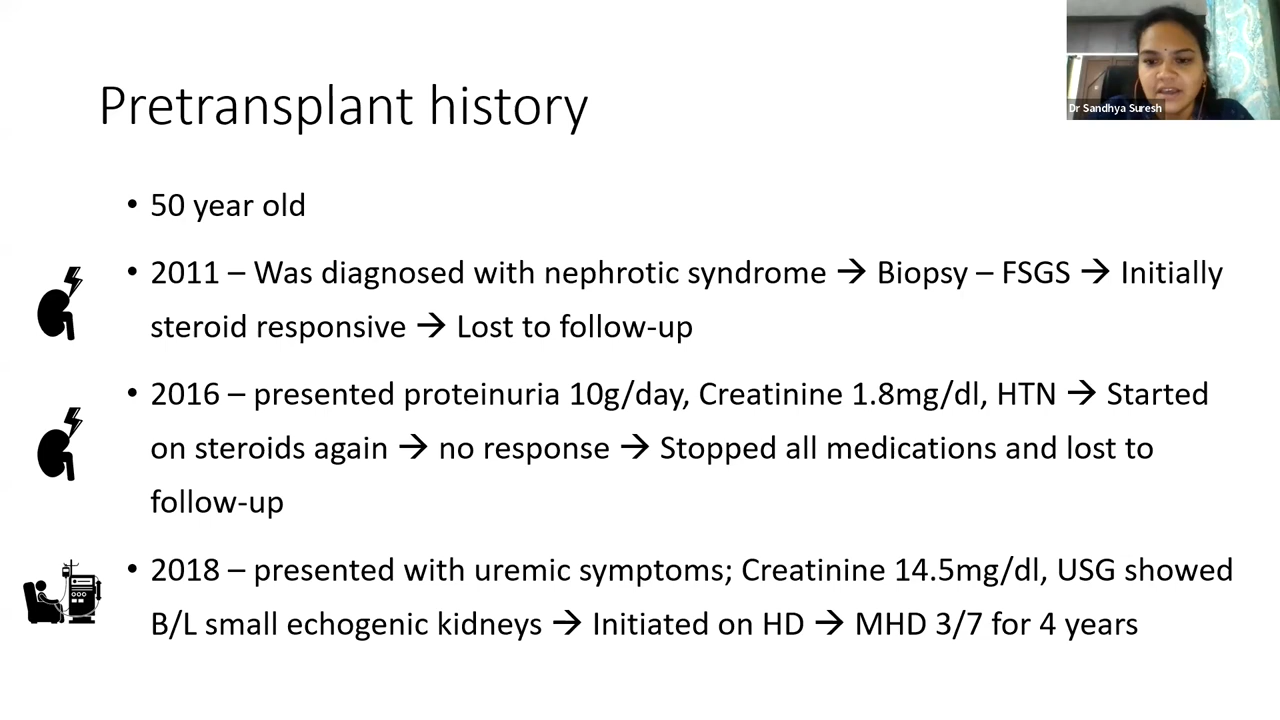 Dr Sandhya Suresh
Pretransplant history
• 50 year old
• 2011 – Was diagnosed with nephrotic syndrome → Biopsy – FSGS → Initially
steroid responsive → Lost to follow-up
• 2016 – presented proteinuria 10g/day, Creatinine 1.8mg/dl, HTN → Started
on steroids again → no response → Stopped all medications and lost to
follow-up
• 2018 – presented with uremic symptoms; Creatinine 14.5mg/dl, USG showed
B/L small echogenic kidneys → Initiated on HD → MHD 3/7 for 4 years